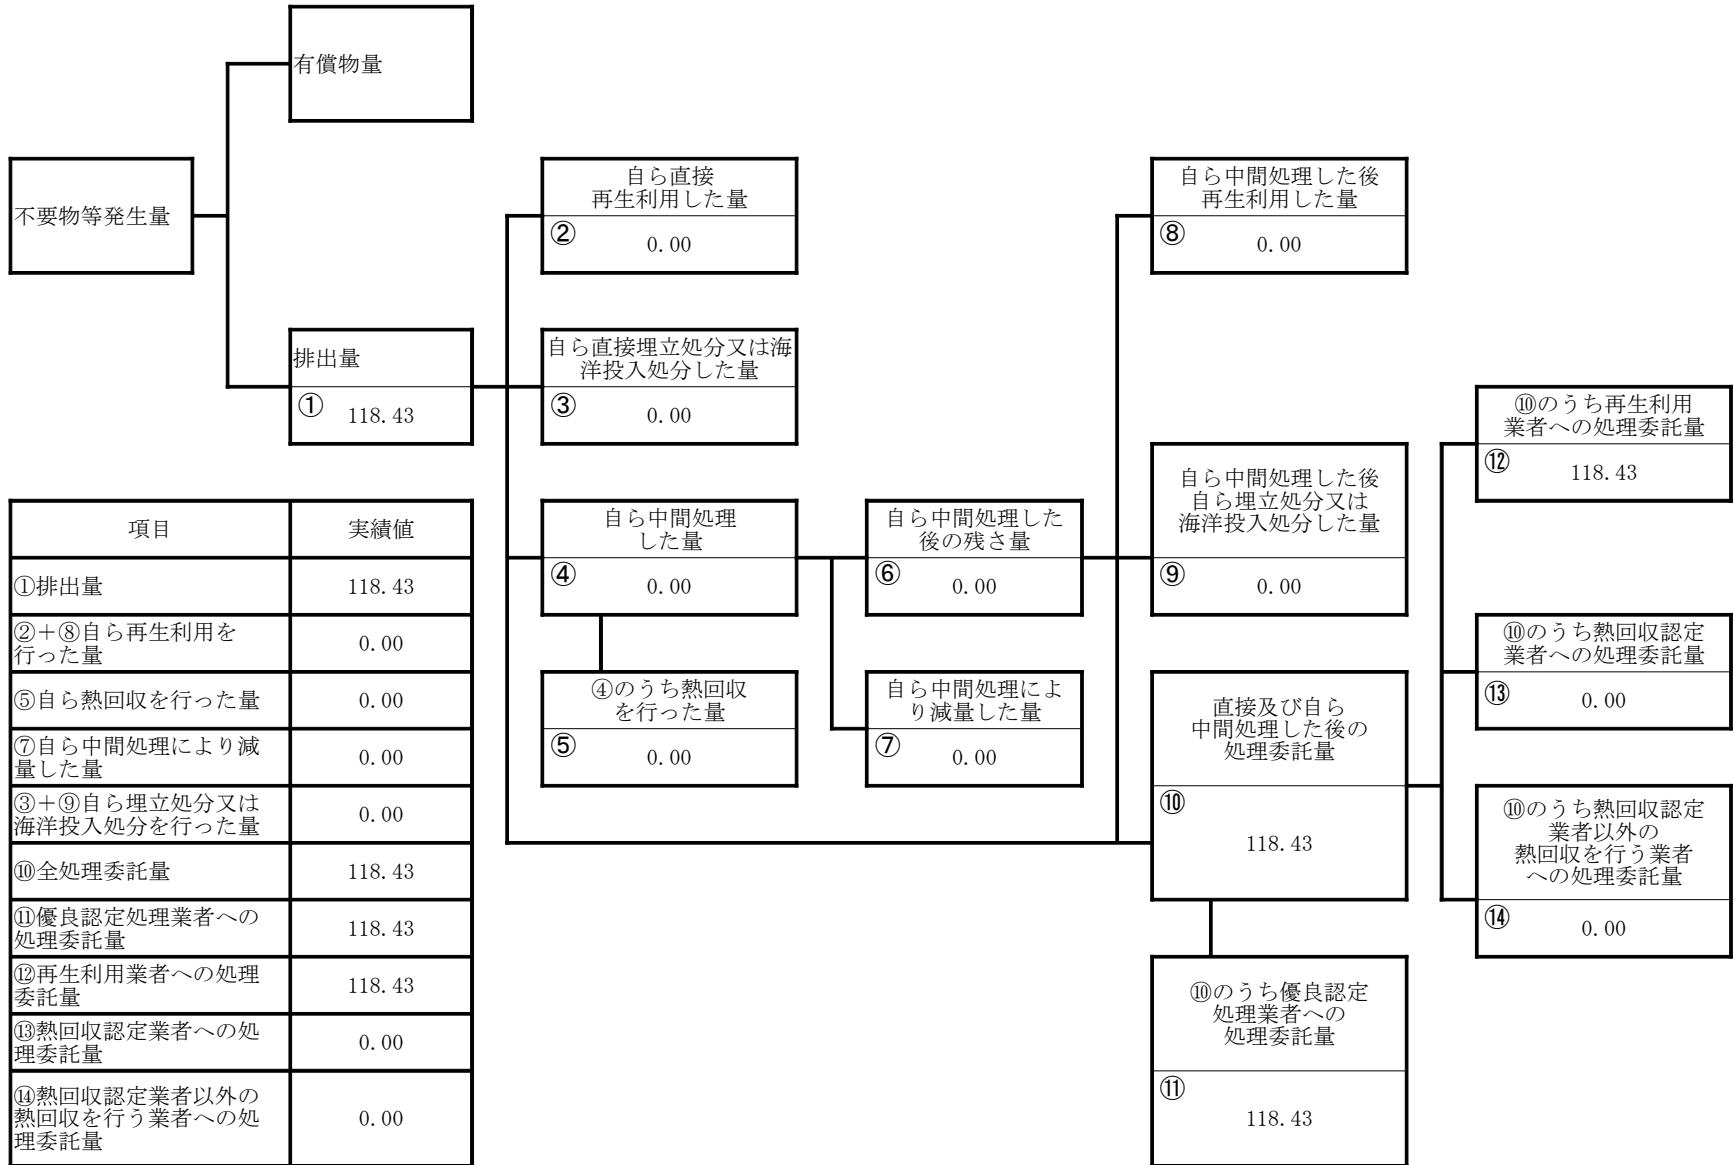 有償物量
不要物等発生量
排出量
①
118.43
自ら直接
再生利用した量
②
0.00
自ら直接埋立処分又は海
洋投入処分した量
③
0.00
自ら中間処理
した量
④
0.00
④のうち熱回収
を行った量
⑤
0.00
自ら中間処理した
後の残さ量
⑥
0.00
自ら中間処理によ
り減量した量
⑦
0.00
自ら中間処理した後
再生利用した量
⑧
0.00
自ら中間処理した後
自ら埋立処分又は
海洋投入処分した量
⑨
0.00
直接及び自ら
中間処理した後の
処理委託量
⑩
118.43
⑩のうち優良認定
処理業者への
処理委託量
⑪
118.43
⑩のうち再生利用
業者への処理委託量
⑫
118.43
⑩のうち熱回収認定
業者への処理委託量
⑬
0.00
⑩のうち熱回収認定
業者以外の
熱回収を行う業者
への処理委託量
⑭
0.00
項目 実績値
①排出量 118.43
②+⑧自ら再生利用を
行った量 0.00
⑤自ら熱回収を行った量 0.00
⑦自ら中間処理により減
量した量 0.00
③+⑨自ら埋立処分又は
海洋投入処分を行った量 0.00
⑩全処理委託量 118.43
⑪優良認定処理業者への
処理委託量 118.43
⑫再生利用業者への処理
委託量 118.43
⑬熱回収認定業者への処
理委託量 0.00
⑭熱回収認定業者以外の
熱回収を行う業者への処
理委託量 0.00